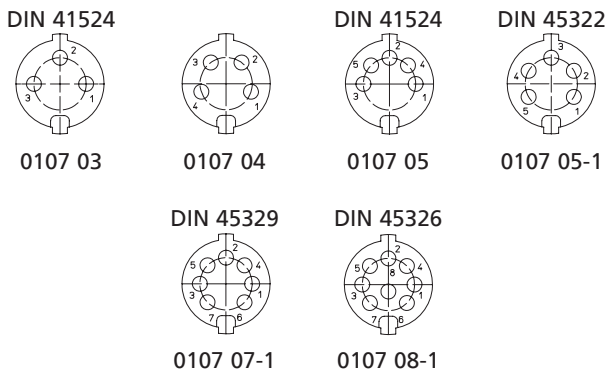 DIN 41524 DIN 41524 DIN 45322
2 3 2 2 5 4 3 4 2
3 1 4 1 3 1 5 1
0107 03 0107 04 0107 05 0107 05-1
DIN 45329 DIN 45326
2 5 4 2 5 4 8
3 1 3 1
7 6 7 6
0107 07-1 0107 08-1